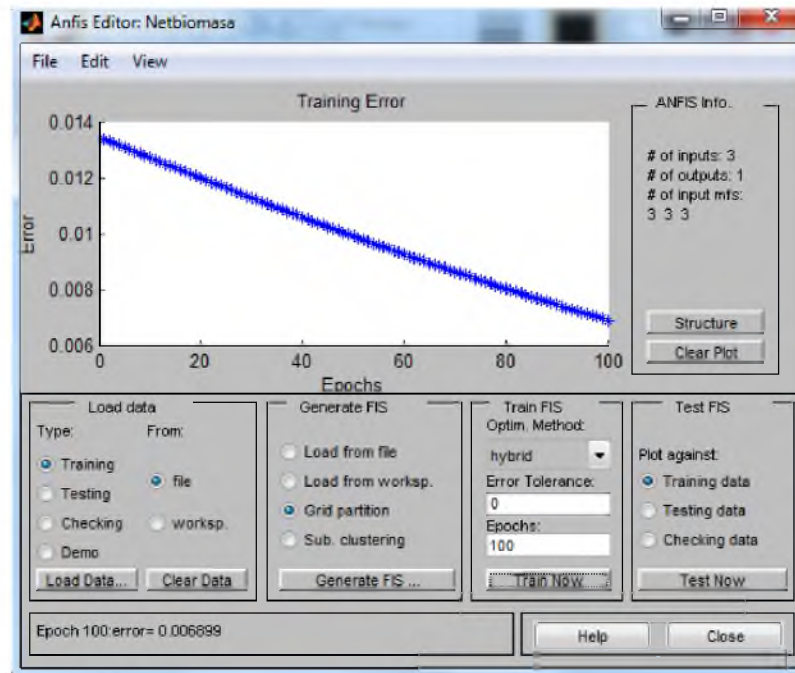 Anfis Editor: Netbiomasa
File Edit View
Training Error
0.014
0.012
0.01
0.008
0.006
Error
0 20 40 60 80 100
Epochs
ANFIS Info.
# of inputs: 3
# of outputs: 1
# of input mfs:
3 3 3
Structure
Clear Plot
Load data
Type: From:
Training
Testing
Checking
Demo
file
worksp.
Load Data... Clear Data
Generate FIS
Load from file
Load from worksp.
Grid partition
Sub. clustering
Generate FIS ...
Train FIS
Optim. Method:
hybrid
Error Tolerance:
0
Epochs:
100
Train Now
Test FIS
Plot against:
Training data
Testing data
Checking data
Test Now
Epoch 100:error= 0.006899
Help Close